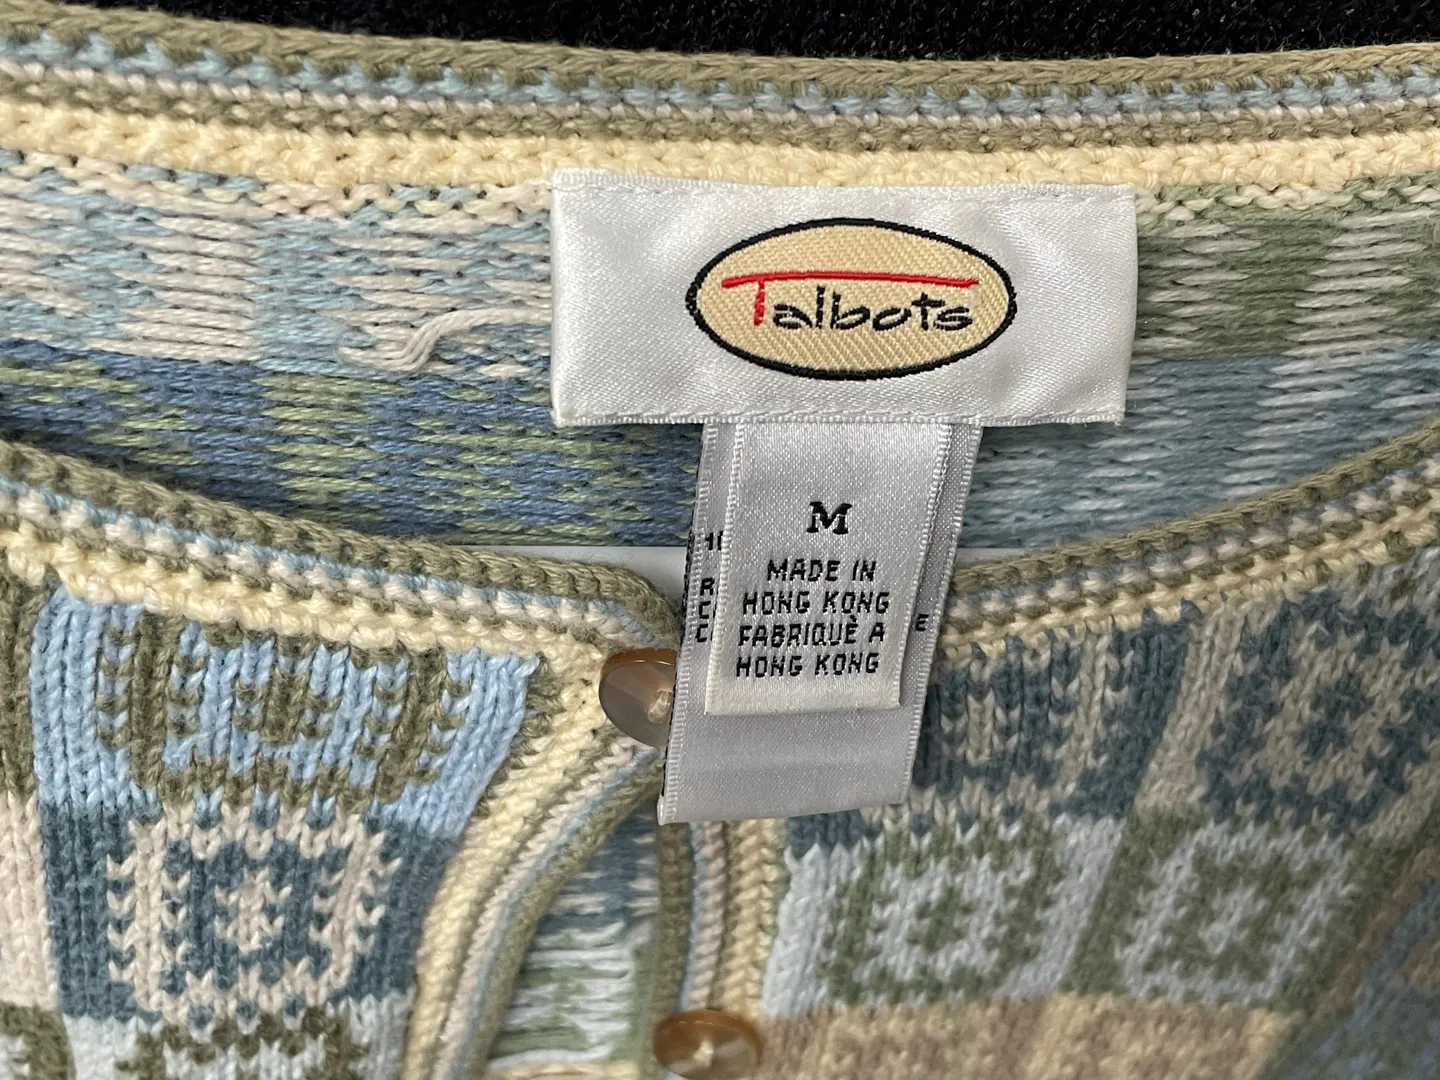 Talbots
M
MADE IN
HONG KONG
FABRIQUÈ A
HONG KONG